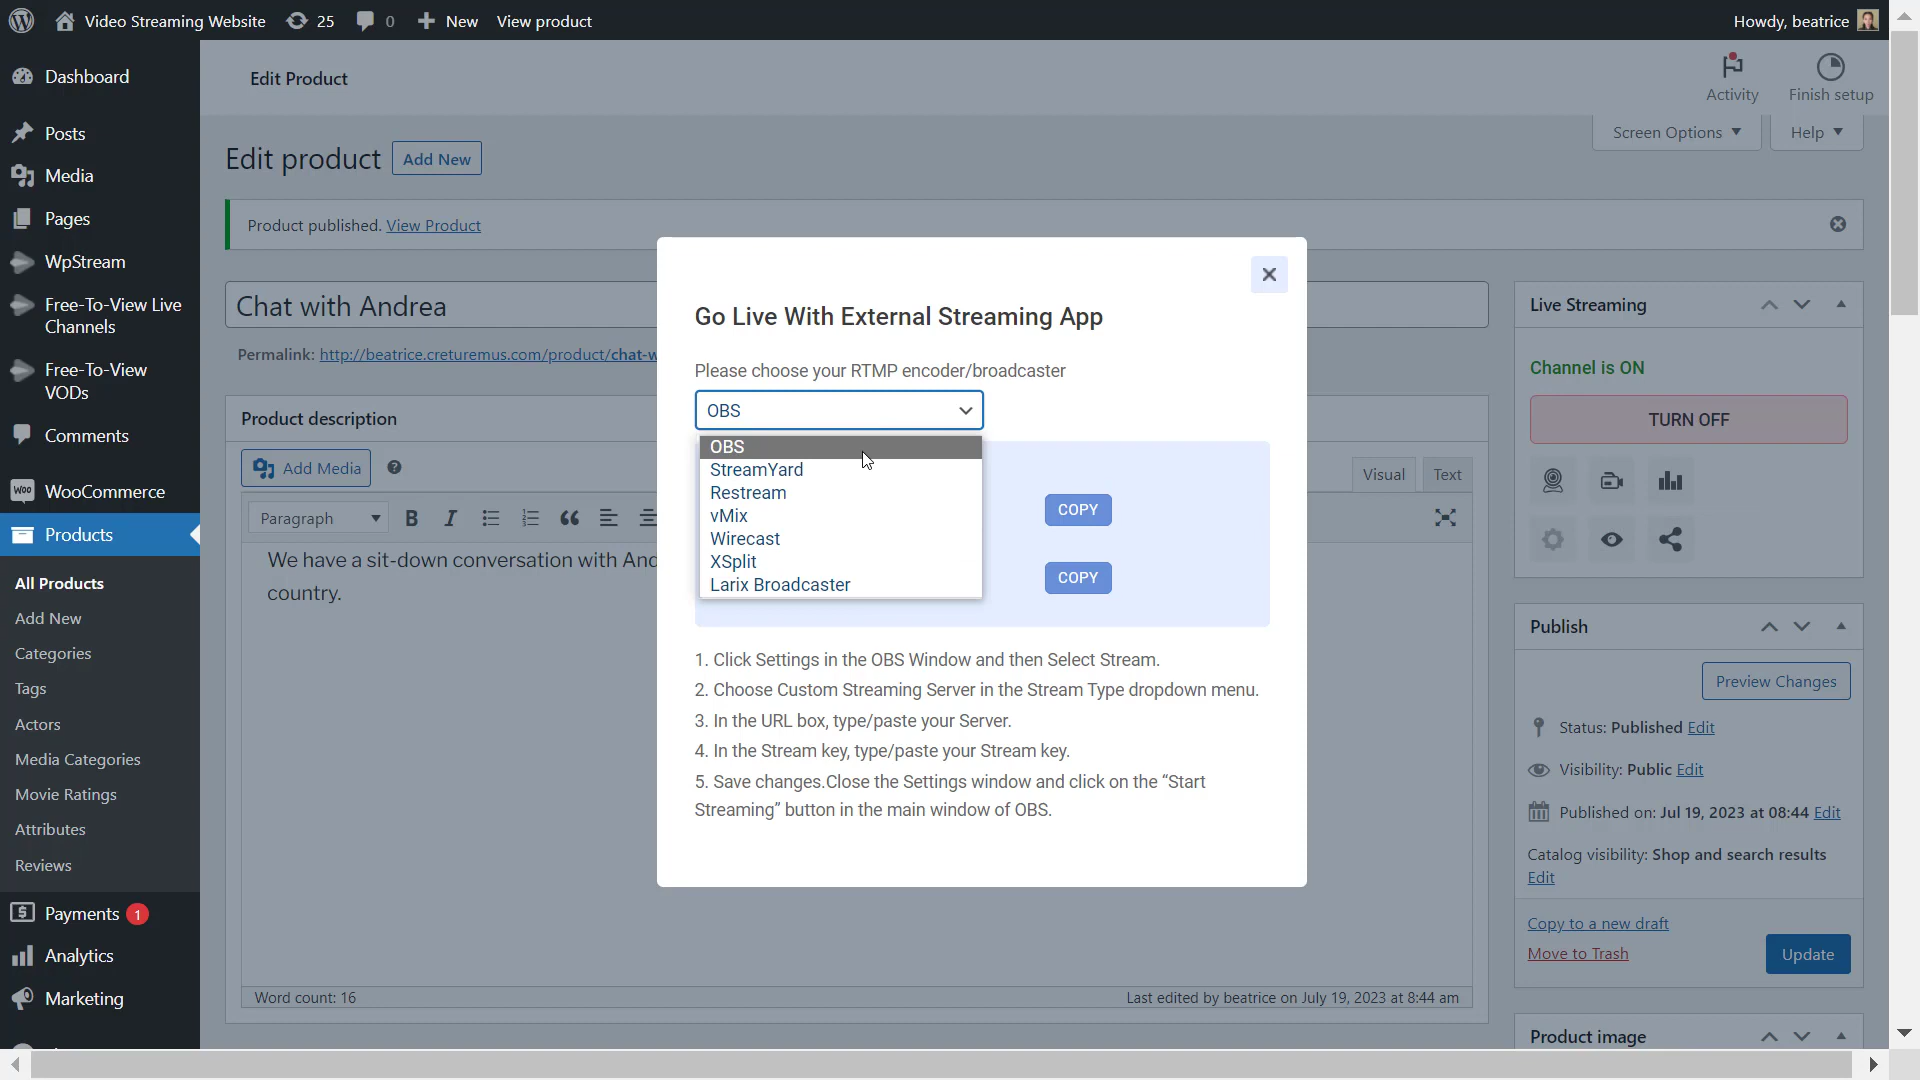 Video Streaming Website
25
0
New
View product
Howdy, beatrice
Dashboard
Posts
Media
Pages
WpStream
Free-To-View Live
Channels
Free-To-View
VODs
Comments
WooCommerce
Products
All Products
Add New
Categories
Tags
Actors
Media Categories
Movie Ratings
Attributes
Reviews
Payments 1
Analytics
Marketing
Edit Product
Activity
Finish setup
Screen Options
Help
Edit product
Add New
Product published. View Product
Chat with Andrea
Permalink: http://beatrice.creturemus.com/product/chat-w
Product description
Add Media
Visual
Text
Paragraph
B
I
We have a sit-down conversation with And
country.
Word count: 16
Last edited by beatrice on July 19, 2023 at 8:44 am
Go Live With External Streaming App
Please choose your RTMP encoder/broadcaster
OBS
OBS
StreamYard
Restream
vMix
Wirecast
XSplit
Larix Broadcaster
COPY
COPY
1. Click Settings in the OBS Window and then Select Stream.
2. Choose Custom Streaming Server in the Stream Type dropdown menu.
3. In the URL box, type/paste your Server.
4. In the Stream key, type/paste your Stream key.
5. Save changes.Close the Settings window and click on the “Start
Streaming” button in the main window of OBS.
Live Streaming
Channel is ON
TURN OFF
Publish
Preview Changes
Status: Published Edit
Visibility: Public Edit
Published on: Jul 19, 2023 at 08:44 Edit
Catalog visibility: Shop and search results
Edit
Copy to a new draft
Move to Trash
Update
Product image